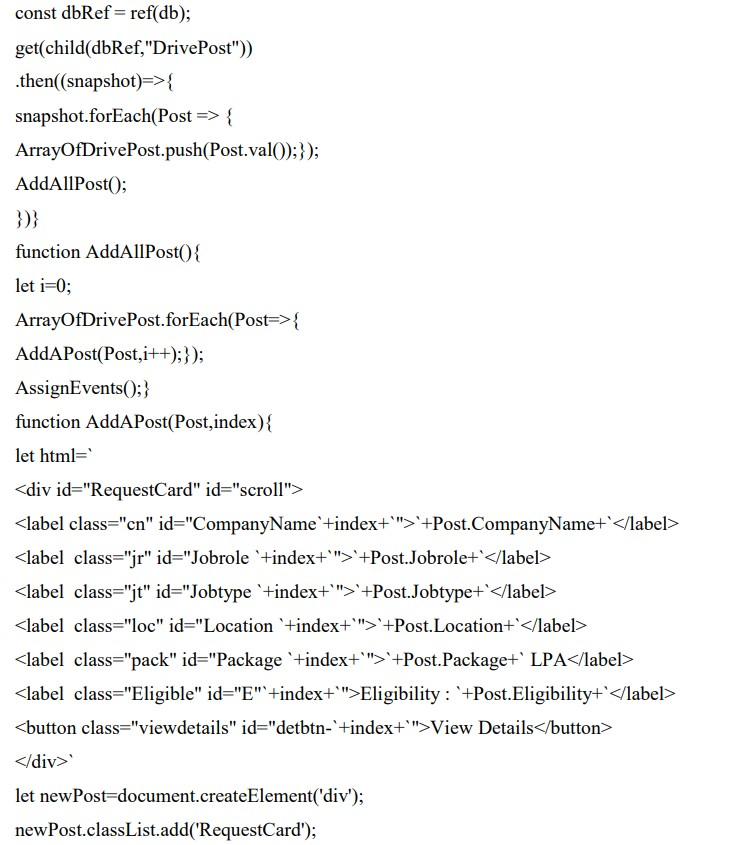 const dbRef = ref(db);
get(child(dbRef,"DrivePost"))
.then((snapshot)=>{
snapshot.forEach(Post => {
ArrayOfDrivePost.push(Post.val());});
AddAllPost();
})}
function AddAllPost(){
let i=0;
ArrayOfDrivePost.forEach(Post=>{
AddAPost(Post,i++);});
AssignEvents();}
function AddAPost(Post,index){
let html=`
<div id="RequestCard" id="scroll">
<label class="cn" id="CompanyName`+index+`">`+Post.CompanyName+`</label>
<label  class="jr" id="Jobrole `+index+`">`+Post.Jobrole+`</label>
<label  class="jt" id="Jobtype `+index+`">`+Post.Jobtype+`</label>
<label  class="loc" id="Location `+index+`">`+Post.Location+`</label>
<label  class="pack" id="Package `+index+`">`+Post.Package+` LPA</label>
<label  class="Eligible" id="E"`+index+`">Eligibility : `+Post.Eligibility+`</label>
<button class="viewdetails" id="detbtn-`+index+`">View Details</button>
</div>`
let newPost=document.createElement('div');
newPost.classList.add('RequestCard');